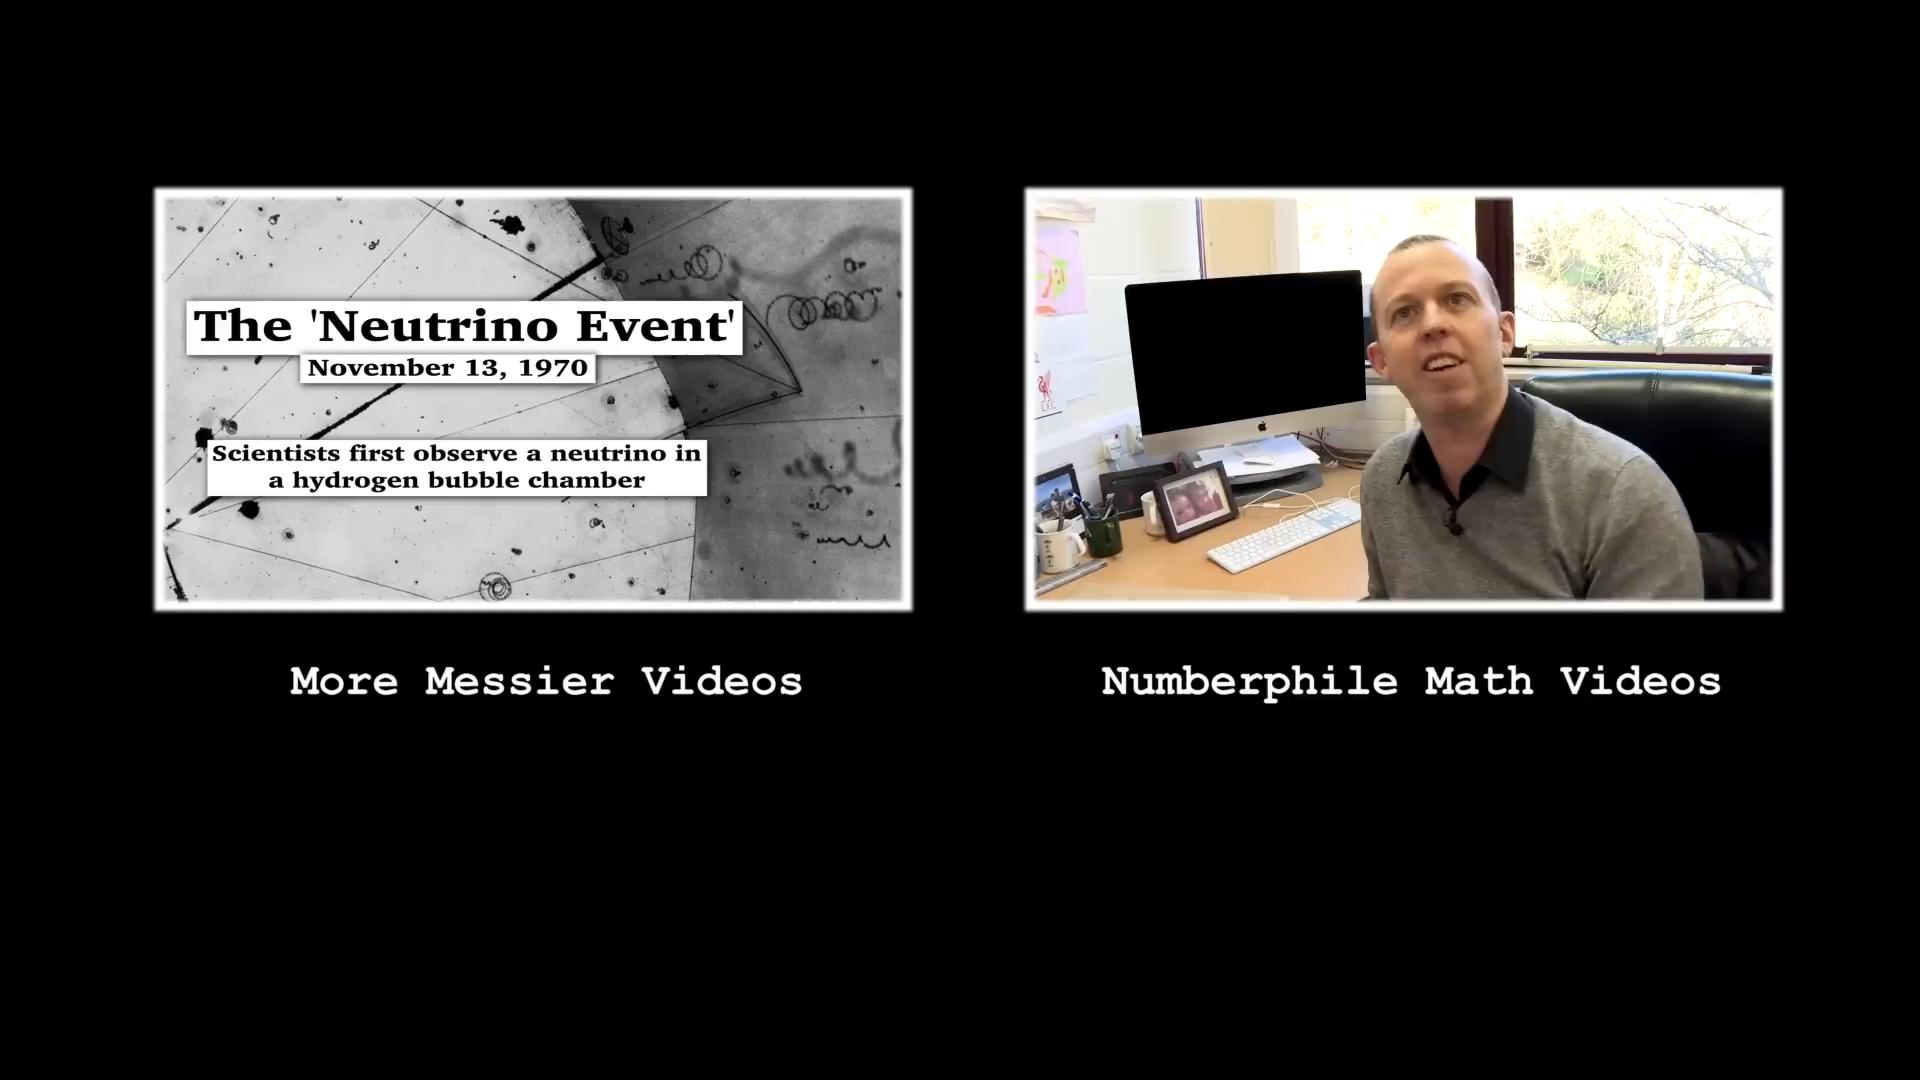 The 'Neutrino Event'
November 13, 1970
Scientists first observe a neutrino in
a hydrogen bubble chamber
More Messier Videos
Numberphile Math Videos